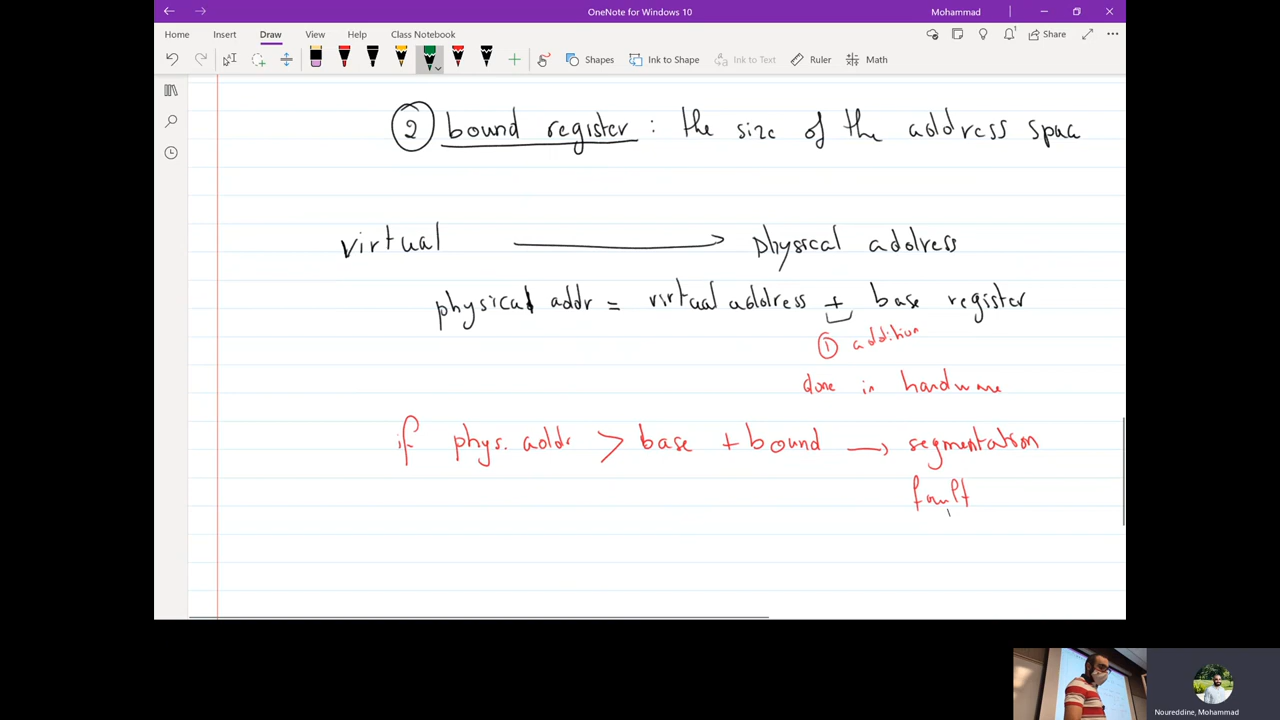 OneNote for Windows 10
Mohammad
Home Insert Draw View Help Class Notebook
Share
Shapes Ink to Shape Ink to Text Ruler Math
② bound register : the size of the address space
virtual → physical address
physical addr = virtual address + base register
① addition
done in hardware
if phys. addr > base + bound → segmentation
fault
Noureddine, Mohammad